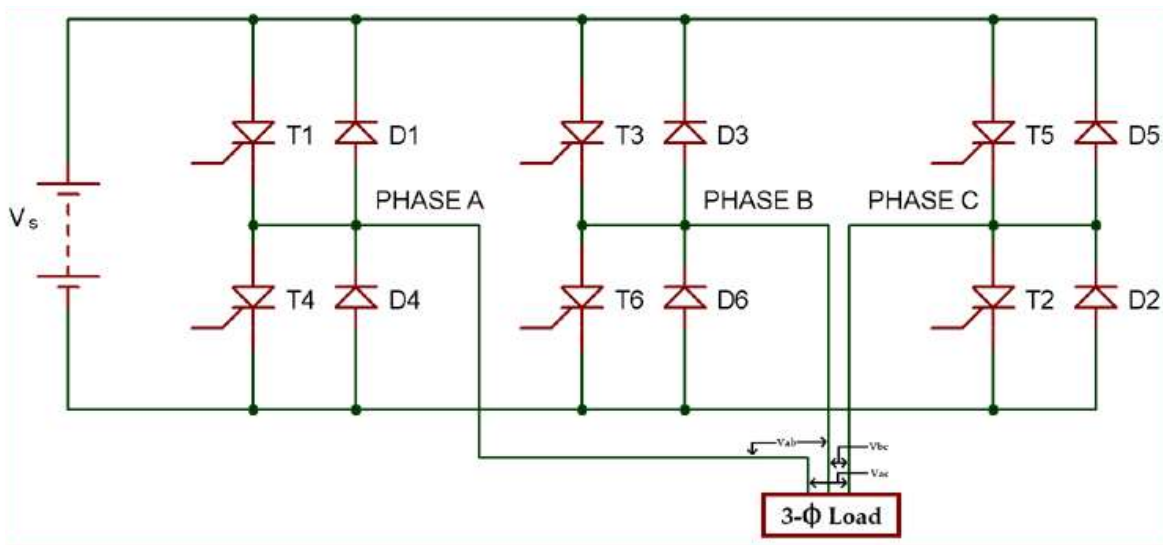 T1 D1 T3 D3 T5 D5
PHASE A PHASE B PHASE C
Vs
T4 D4 T6 D6 T2 D2
Vab Vbc
Vac
3-Φ Load